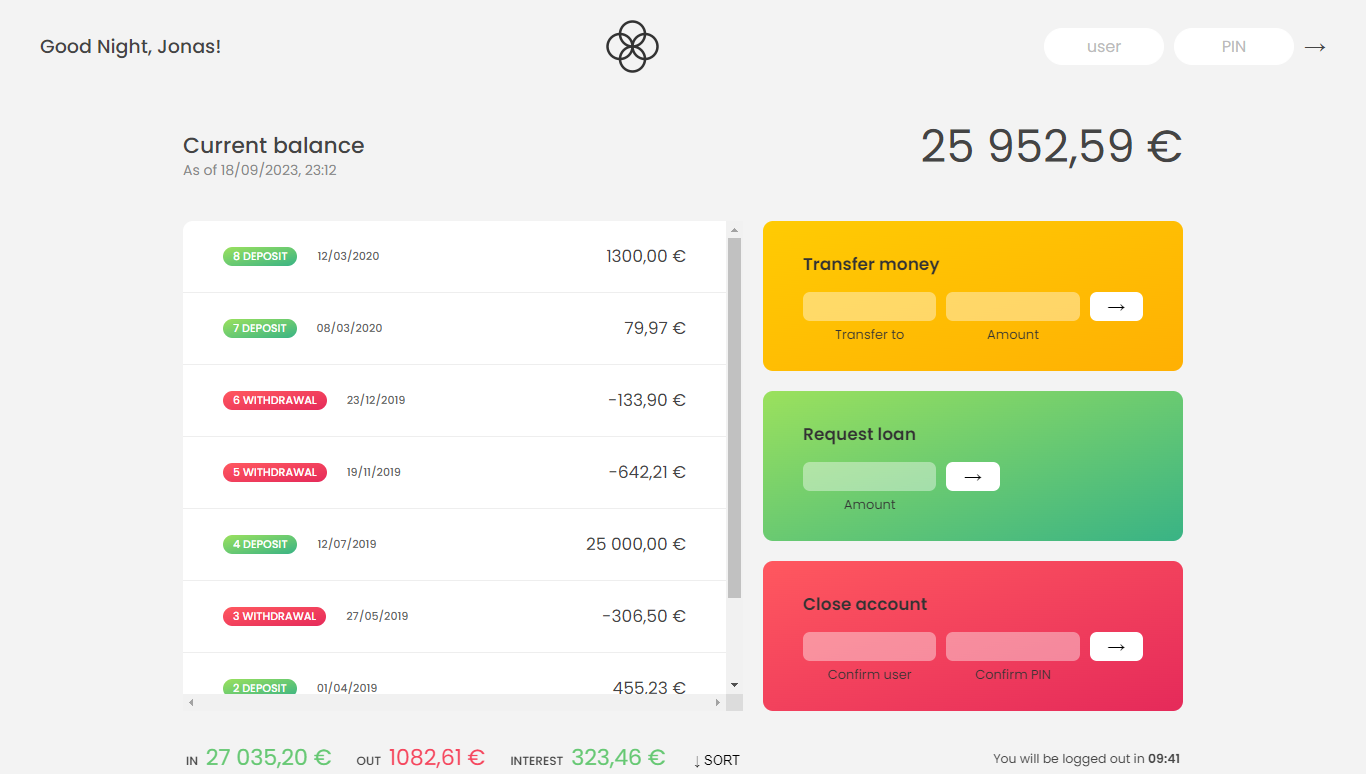 Good Night, Jonas!
user
PIN
→
Current balance
As of 18/09/2023, 23:12
25 952,59 €
8 DEPOSIT 12/03/2020 1300,00 €
7 DEPOSIT 08/03/2020 79,97 €
6 WITHDRAWAL 23/12/2019 -133,90 €
5 WITHDRAWAL 19/11/2019 -642,21 €
4 DEPOSIT 12/07/2019 25 000,00 €
3 WITHDRAWAL 27/05/2019 -306,50 €
2 DEPOSIT 01/04/2019 455,23 €
Transfer money
→
Transfer to Amount
Request loan
→
Amount
Close account
→
Confirm user Confirm PIN
IN 27 035,20 € OUT 1082,61 € INTEREST 323,46 € ↓ SORT
You will be logged out in 09:41